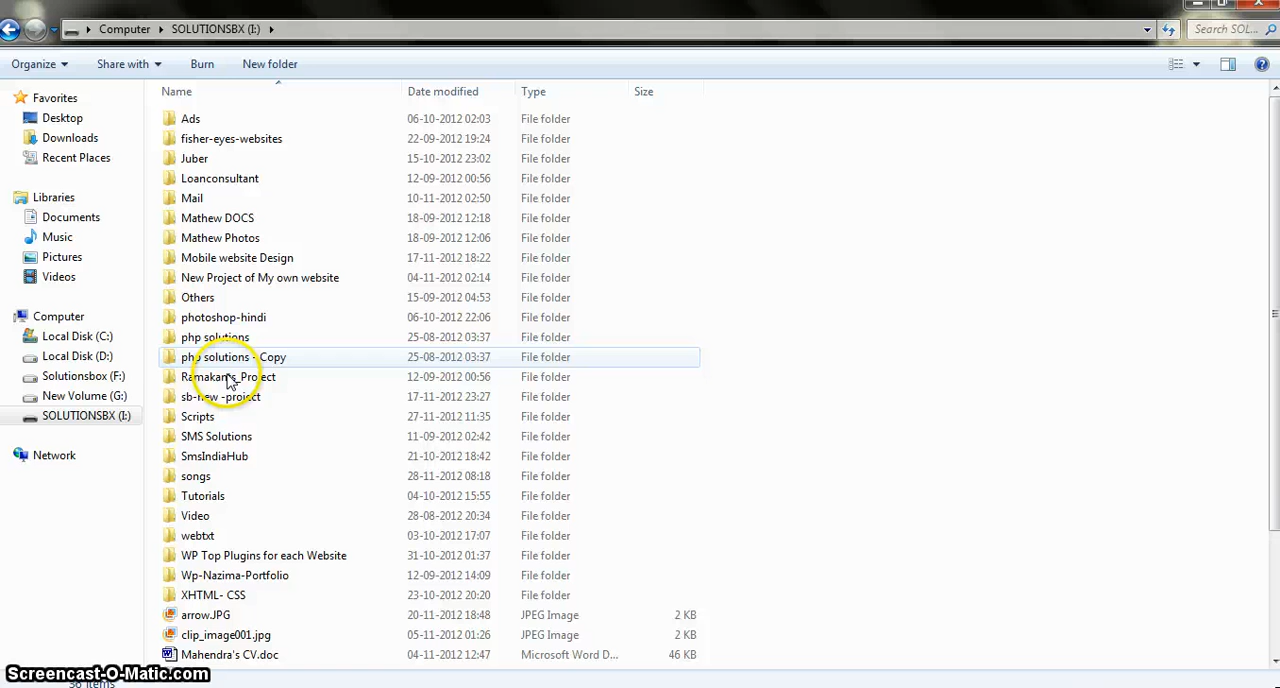 Computer SOLUTIONSBX (I:) Search SOL...
Organize Share with Burn New folder
Name Date modified Type Size
Favorites
Desktop
Downloads
Recent Places
Libraries
Documents
Music
Pictures
Videos
Computer
Local Disk (C:)
Local Disk (D:)
Solutionsbox (F:)
New Volume (G:)
SOLUTIONSBX (I:)
Network
Ads 06-10-2012 02:03 File folder
fisher-eyes-websites 22-09-2012 19:24 File folder
Juber 15-10-2012 23:02 File folder
Loanconsultant 12-09-2012 00:56 File folder
Mail 10-11-2012 02:50 File folder
Mathew DOCS 18-09-2012 12:18 File folder
Mathew Photos 18-09-2012 12:06 File folder
Mobile website Design 17-11-2012 18:22 File folder
New Project of My own website 04-11-2012 02:14 File folder
Others 15-09-2012 04:53 File folder
photoshop-hindi 06-10-2012 22:06 File folder
php solutions 25-08-2012 03:37 File folder
php solutions - Copy 25-08-2012 03:37 File folder
12-09-2012 00:56 File folder
sb-new -project 17-11-2012 23:27 File folder
Scripts 27-11-2012 11:35 File folder
SMS Solutions 11-09-2012 02:42 File folder
SmsIndiaHub 21-10-2012 18:42 File folder
songs 28-11-2012 08:18 File folder
Tutorials 04-10-2012 15:55 File folder
Video 28-08-2012 20:34 File folder
webtxt 03-10-2012 17:07 File folder
WP Top Plugins for each Website 31-10-2012 01:37 File folder
Wp-Nazima-Portfolio 12-09-2012 14:09 File folder
XHTML- CSS 23-10-2012 20:20 File folder
arrow.JPG 20-11-2012 18:48 JPEG Image 2 KB
clip_image001.jpg 05-11-2012 01:26 JPEG Image 2 KB
Mahendra's CV.doc 04-11-2012 12:47 Microsoft Word D... 46 KB
Screencast-O-Matic.com
items